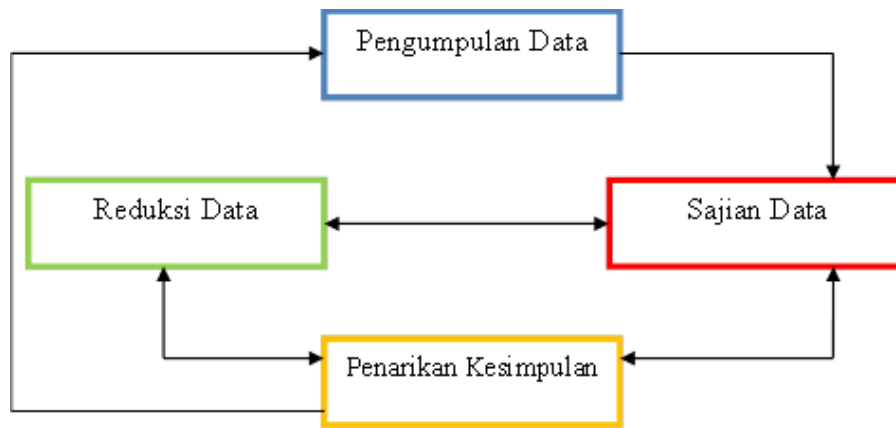 Pengumpulan Data
Reduksi Data
Sajian Data
Penarikan Kesimpulan